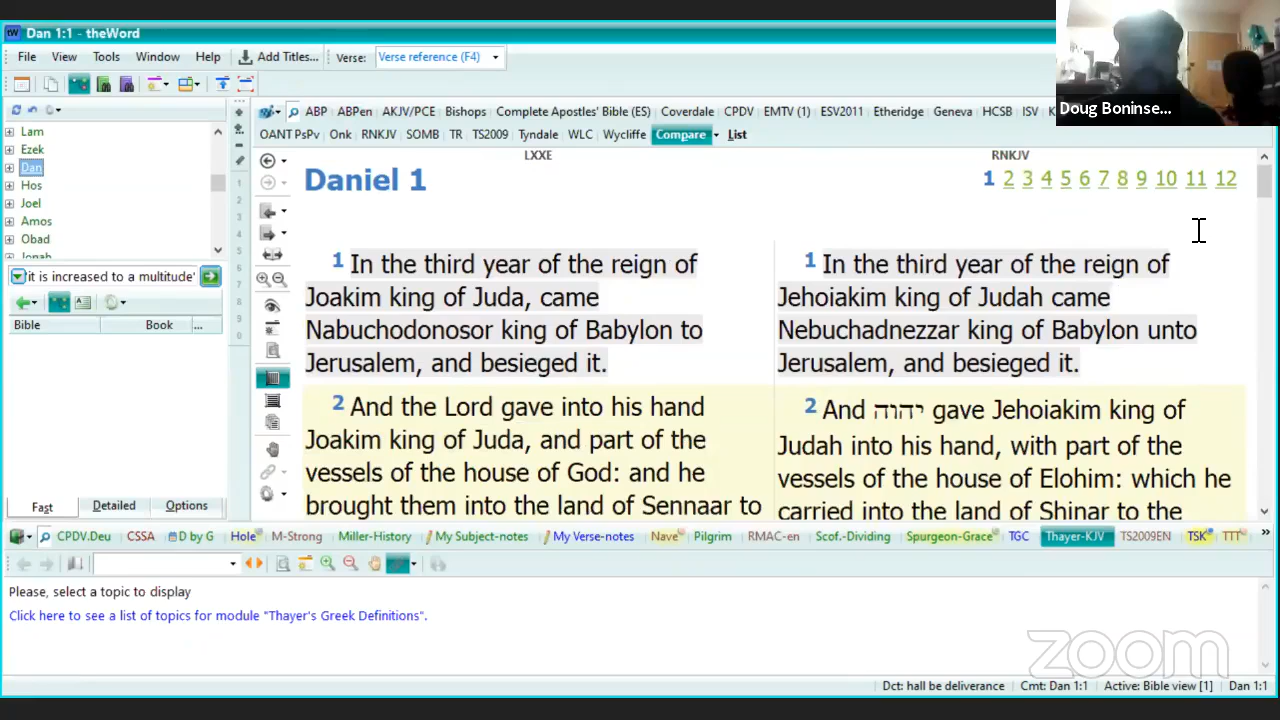 Dan 1:1 - theWord
File View Tools Window Help Add Titles... Verse: Verse reference (F4)
Doug Boninse...
Lam
Ezek
Dan
Hos
Joel
Amos
Obad
Jonah
it is increased to a multitude'
Bible Book ...
Fast Detailed Options
ABP ABPen AKJV/PCE Bishops Complete Apostles' Bible (ES) Coverdale CPDV EMTV (1) ESV2011 Etheridge Geneva HCSB ISV
OANT PsPv Onk RNKJV SOMB TR TS2009 Tyndale WLC Wycliffe Compare List
LXXE RNKJV
Daniel 1
1 2 3 4 5 6 7 8 9 10 11 12
1 In the third year of the reign of
Joakim king of Juda, came
Nabuchodonosor king of Babylon to
Jerusalem, and besieged it.
2 And the Lord gave into his hand
Joakim king of Juda, and part of the
vessels of the house of God: and he
brought them into the land of Sennaar to
1 In the third year of the reign of
Jehoiakim king of Judah came
Nebuchadnezzar king of Babylon unto
Jerusalem, and besieged it.
2 And יהוה gave Jehoiakim king of
Judah into his hand, with part of the
vessels of the house of Elohim: which he
carried into the land of Shinar to the
CPDV.Deu CSSA D by G Hole M-Strong Miller-History My Subject-notes My Verse-notes Nave Pilgrim RMAC-en Scof.-Dividing Spurgeon-Grace TGC Thayer-KJV TS2009EN TSK TTT
Please, select a topic to display
Click here to see a list of topics for module "Thayer's Greek Definitions".
zoom
Dct: hall be deliverance Cmt: Dan 1:1 Active: Bible view [1] Dan 1:1